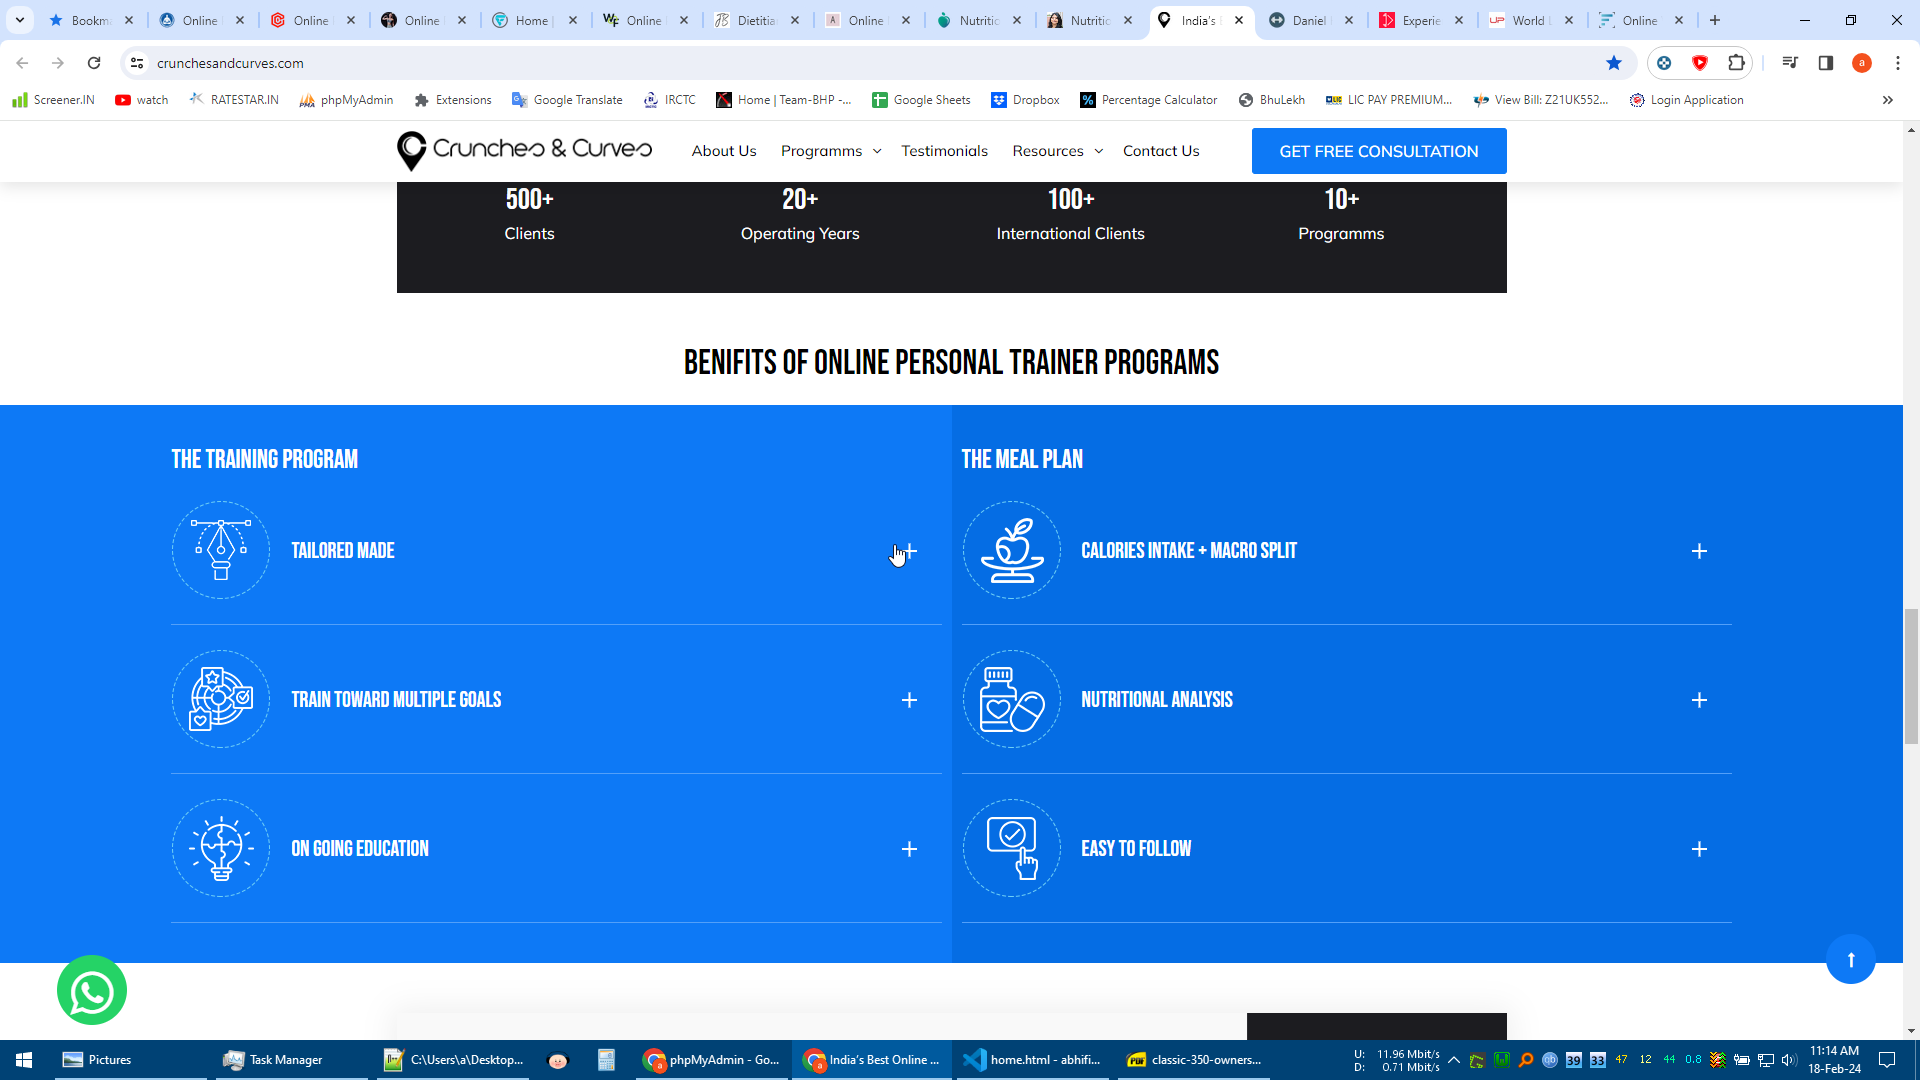 Bookma
Online
Online
Online
Home |
Online
Dietitia
Online
Nutritio
Nutritio
India's
Daniel
Experie
World
Online
crunchesandcurves.com
Screener.IN
watch
RATESTAR.IN
phpMyAdmin
Extensions
Google Translate
IRCTC
Home | Team-BHP -...
Google Sheets
Dropbox
Percentage Calculator
BhuLekh
LIC PAY PREMIUM...
View Bill: Z21UK552...
Login Application
Crunches & Curves
About Us
Programms
Testimonials
Resources
Contact Us
GET FREE CONSULTATION
500+
Clients
20+
Operating Years
100+
International Clients
10+
Programms
BENIFITS OF ONLINE PERSONAL TRAINER PROGRAMS
THE TRAINING PROGRAM
TAILORED MADE
TRAIN TOWARD MULTIPLE GOALS
ON GOING EDUCATION
THE MEAL PLAN
CALORIES INTAKE + MACRO SPLIT
NUTRITIONAL ANALYSIS
EASY TO FOLLOW
Pictures
Task Manager
C:\Users\a\Desktop...
phpMyAdmin - Go...
India's Best Online ...
home.html - abhifi...
classic-350-owners...
U: 11.96 Mbit/s
D: 0.71 Mbit/s
39
33
47
12
44
0.8
11:14 AM
18-Feb-24